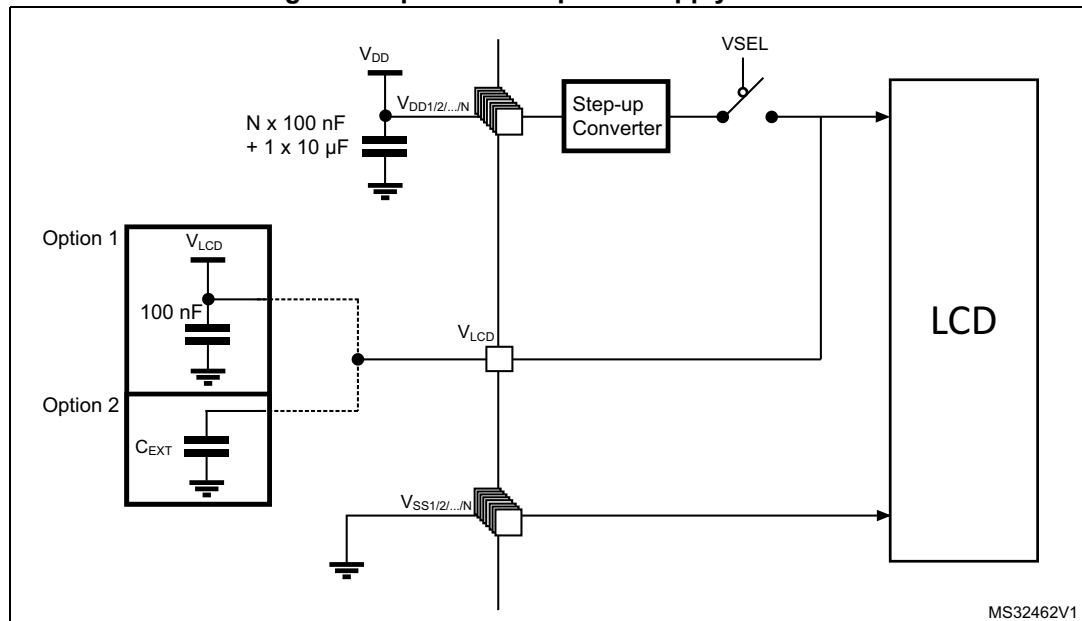 VDD
VSEL
VDD1/2/.../N
Step-up
Converter
N x 100 nF
+ 1 x 10 µF
Option 1
VLCD
100 nF
VLCD
LCD
Option 2
CEXT
VSS1/2/.../N
MS32462V1